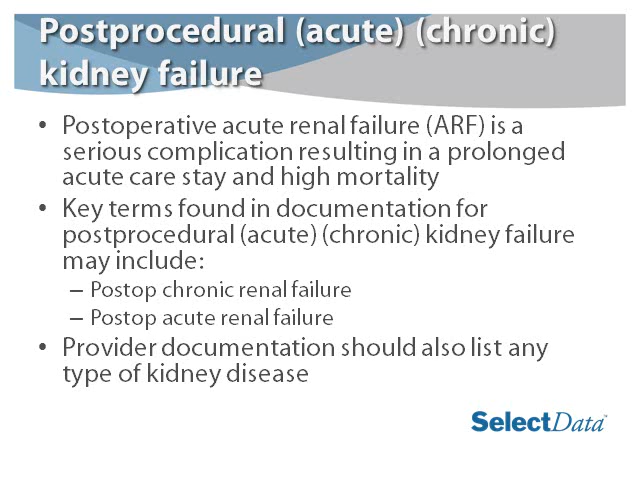 Postprocedural (acute) (chronic)
kidney failure
• Postoperative acute renal failure (ARF) is a
serious complication resulting in a prolonged
acute care stay and high mortality
• Key terms found in documentation for
postprocedural (acute) (chronic) kidney failure
may include:
– Postop chronic renal failure
– Postop acute renal failure
• Provider documentation should also list any
type of kidney disease
SelectData™